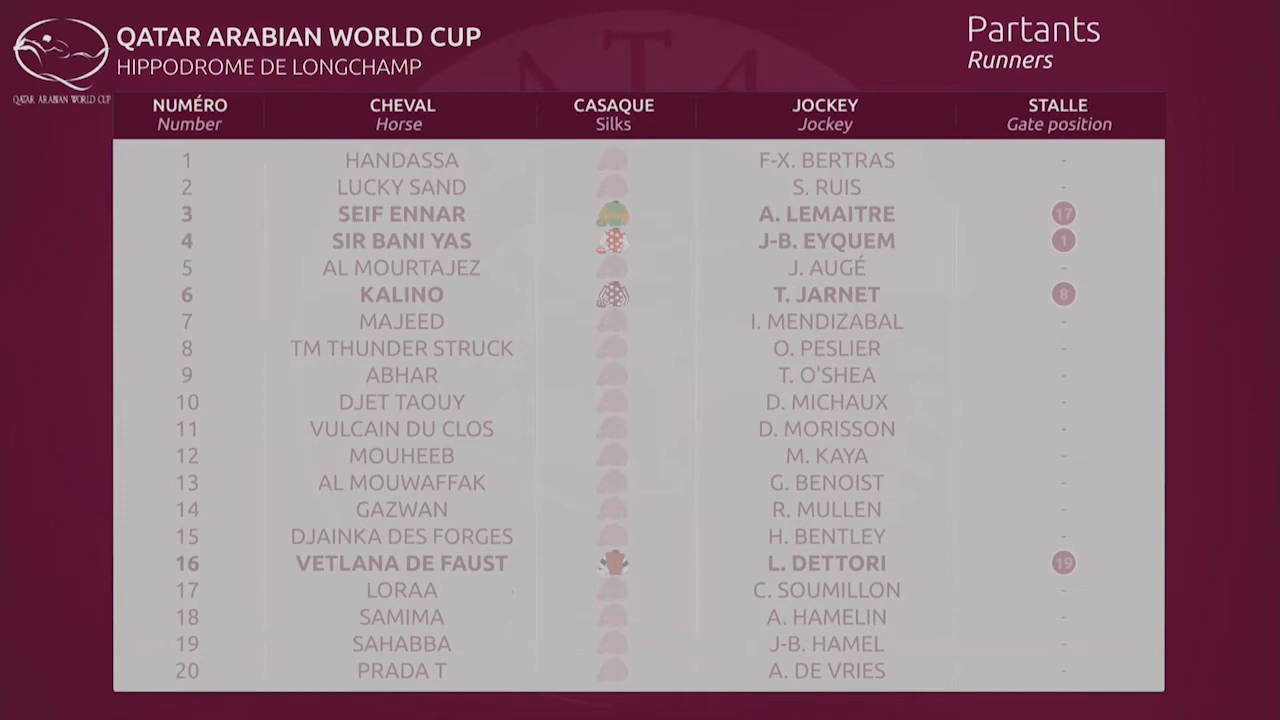 QATAR ARABIAN WORLD CUP
HIPPODROME DE LONGCHAMP
QATAR ARABIAN WORLD CUP
Partants
Runners
NUMÉRO CHEVAL CASAQUE JOCKEY STALLE
Number Horse Silks Jockey Gate position
1 HANDASSA F-X. BERTRAS -
2 LUCKY SAND S. RUIS -
3 SEIF ENNAR A. LEMAITRE 17
4 SIR BANI YAS J-B. EYQUEM 1
5 AL MOURTAJEZ J. AUGÉ -
6 KALINO T. JARNET 8
7 MAJEED I. MENDIZABAL -
8 TM THUNDER STRUCK O. PESLIER -
9 ABHAR T. O'SHEA -
10 DJET TAOUY D. MICHAUX -
11 VULCAIN DU CLOS D. MORISSON -
12 MOUHEEB M. KAYA -
13 AL MOUWAFFAK G. BENOIST -
14 GAZWAN R. MULLEN -
15 DJAINKA DES FORGES H. BENTLEY -
16 VETLANA DE FAUST L. DETTORI 19
17 LORAA C. SOUMILLON -
18 SAMIMA A. HAMELIN -
19 SAHABBA J-B. HAMEL -
20 PRADA T A. DE VRIES -